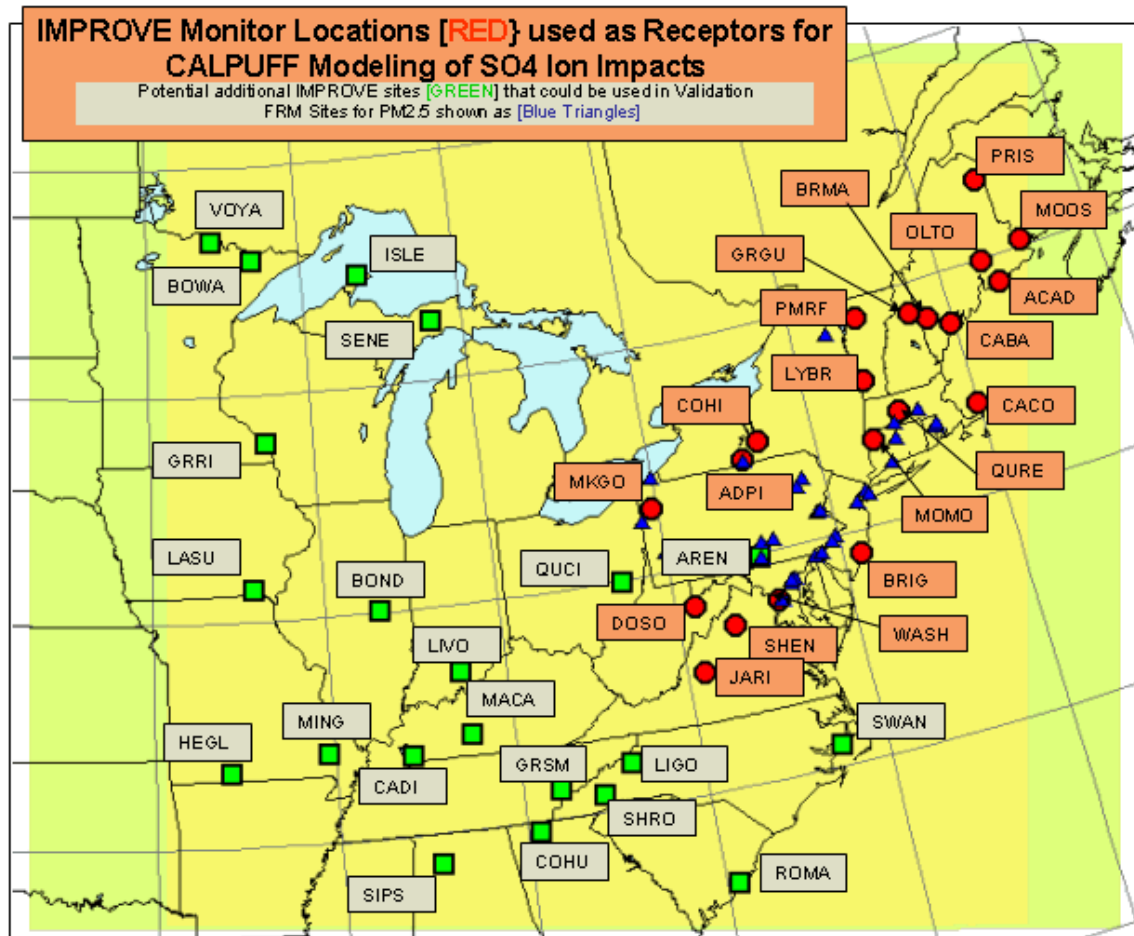 IMPROVE Monitor Locations [RED} used as Receptors for
CALPUFF Modeling of SO4 Ion Impacts
Potential additional IMPROVE sites [GREEN] that could be used in Validation
FRM Sites for PM2.5 shown as [Blue Triangles]
PRIS
BRMA
VOYA
MOOS
OLTO
GRGU
ISLE
BOWA
ACAD
PMRF
SENE
CABA
LYBR
COHI
CACO
GRRI
QURE
MKGO
ADPI
MOMO
LASU
AREN
BOND
QUCI
BRIG
DOSO
WASH
SHEN
LIVO
JARI
MACA
MING
SWAN
HEGL
LIGO
GRSM
CADI
SHRO
COHU
ROMA
SIPS